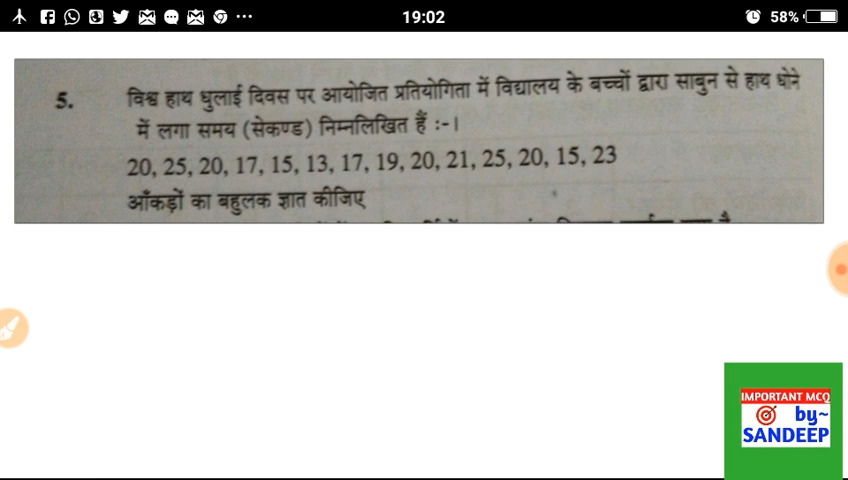 19:02
58%
5. विश्व हाथ धुलाई दिवस पर आयोजित प्रतियोगिता में विद्यालय के बच्चों द्वारा साबुन से हाथ धोने
में लगा समय (सेकण्ड) निम्नलिखित हैं :-।
20, 25, 20, 17, 15, 13, 17, 19, 20, 21, 25, 20, 15, 23
आँकड़ों का बहुलक ज्ञात कीजिए
IMPORTANT MCQ
by~
SANDEEP